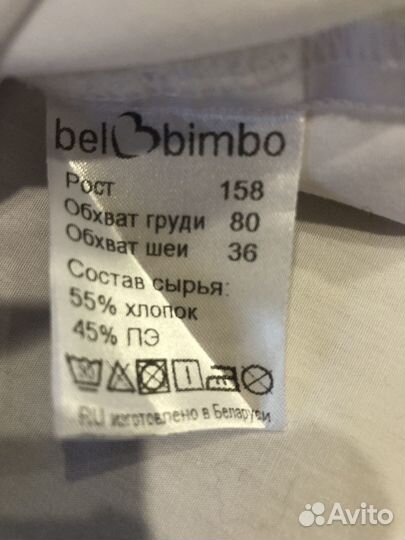 bel bimbo
Рост 158
Обхват груди 80
Обхват шеи 36
Состав сырья:
55% хлопок
45% ПЭ
RU изготовлено в Беларуси
Avito